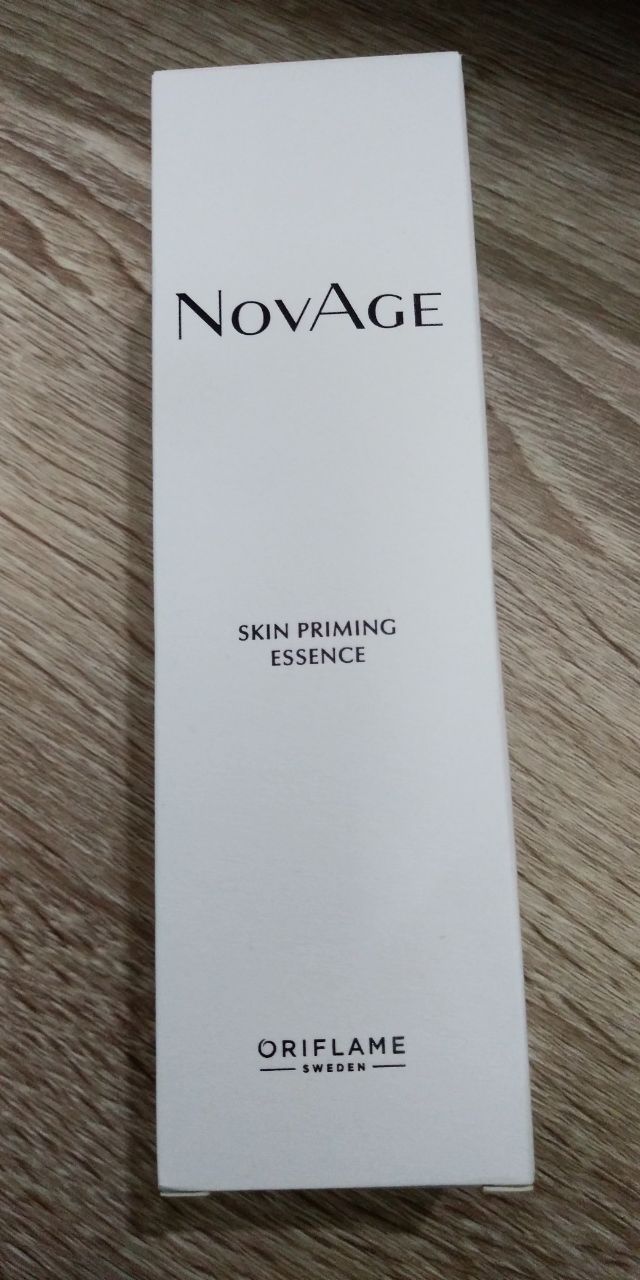 NOVAGE
SKIN PRIMING
ESSENCE
ORIFLAME
SWEDEN